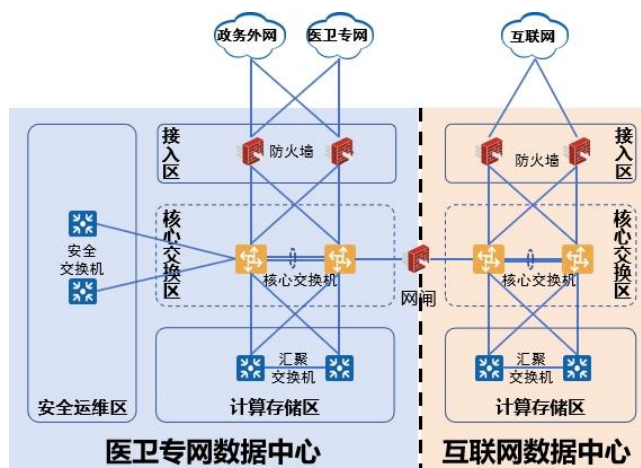 政务外网
医卫专网
互联网
接入区
防火墙
防火墙
接入区
核心交换区
安全
交换机
核心交换机
网闸
核心交换机
核心交换区
汇聚
交换机
汇聚
交换机
安全运维区
计算存储区
计算存储区
医卫专网数据中心
互联网数据中心